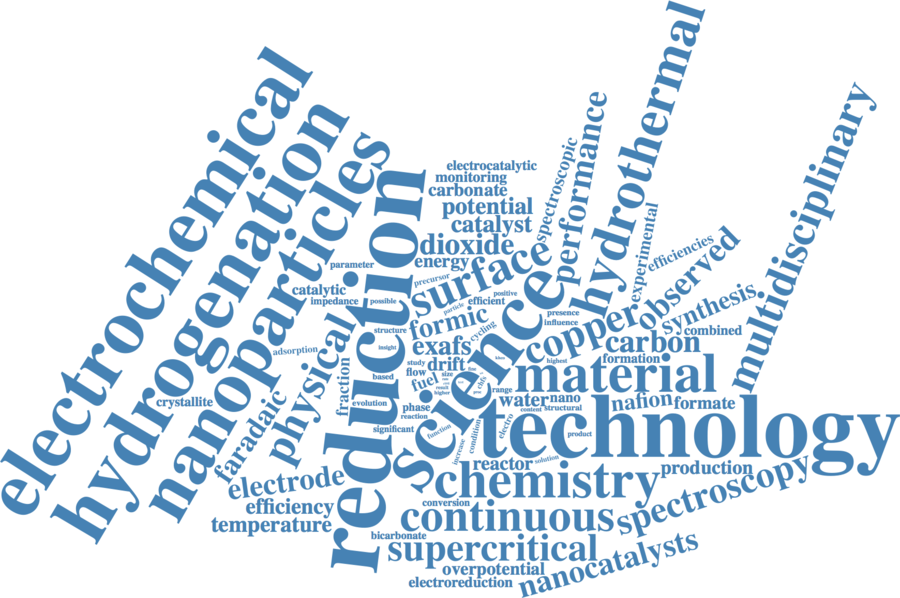 electrochemical
hydrogenation
nanoparticles
reduction
science
technology
hydrothermal
multidisciplinary
performance
spectroscopic
electrocatalytic
monitoring
carbonate
potential
catalyst
dioxide
energy
surface
parameter
precursor
catalytic
impedance
possible
positive
efficient
particle
experimental
efficiencies
observed
synthesis
presence
influence
copper
combined
carbon
formic
cycling
structure
exafs
insight
highest
formation
adsorption
physical
study
drift
flow
size
fuel
based
material
result
higher
range
fraction
crystallite
evolution
phase
reaction
water
nano
nafion
formate
content
structural
faradaic
significant
function
electro
condition
increase
product
reactor
solution
production
electrode
chemistry
spectroscopy
efficiency
conversion
continuous
temperature
bicarbonate
supercritical
overpotential
electroreduction
nanocatalysts